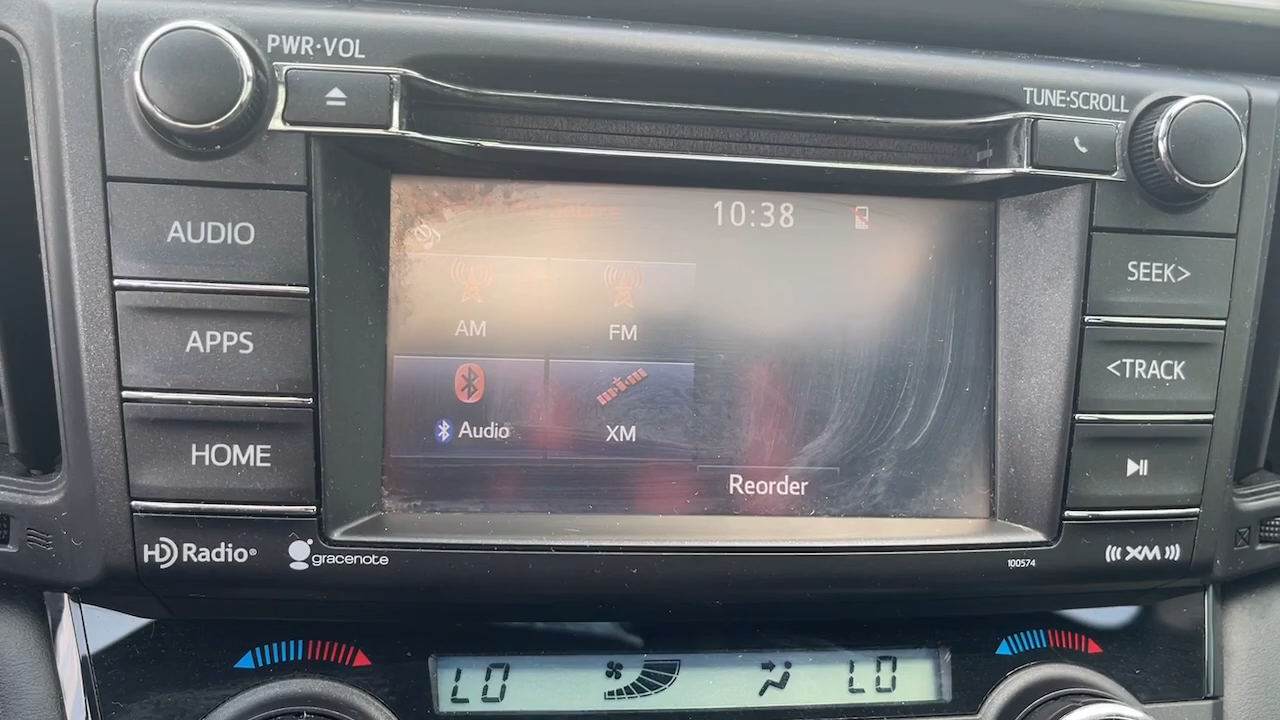 PWR·VOL
TUNE·SCROLL
AUDIO
APPS
HOME
10:38
AM
FM
Audio
XM
Reorder
SEEK>
<TRACK
HD Radio®
gracenote
100574
((( XM )))
LO
LO